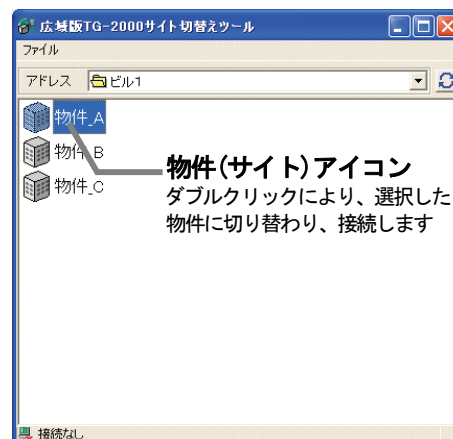 広域版TG-2000サイト切替えツール
ファイル
アドレス ビル1
物件_A
物件_B
物件_C
物件(サイト)アイコン
ダブルクリックにより、選択した
物件に切り替わり、接続します
接続なし